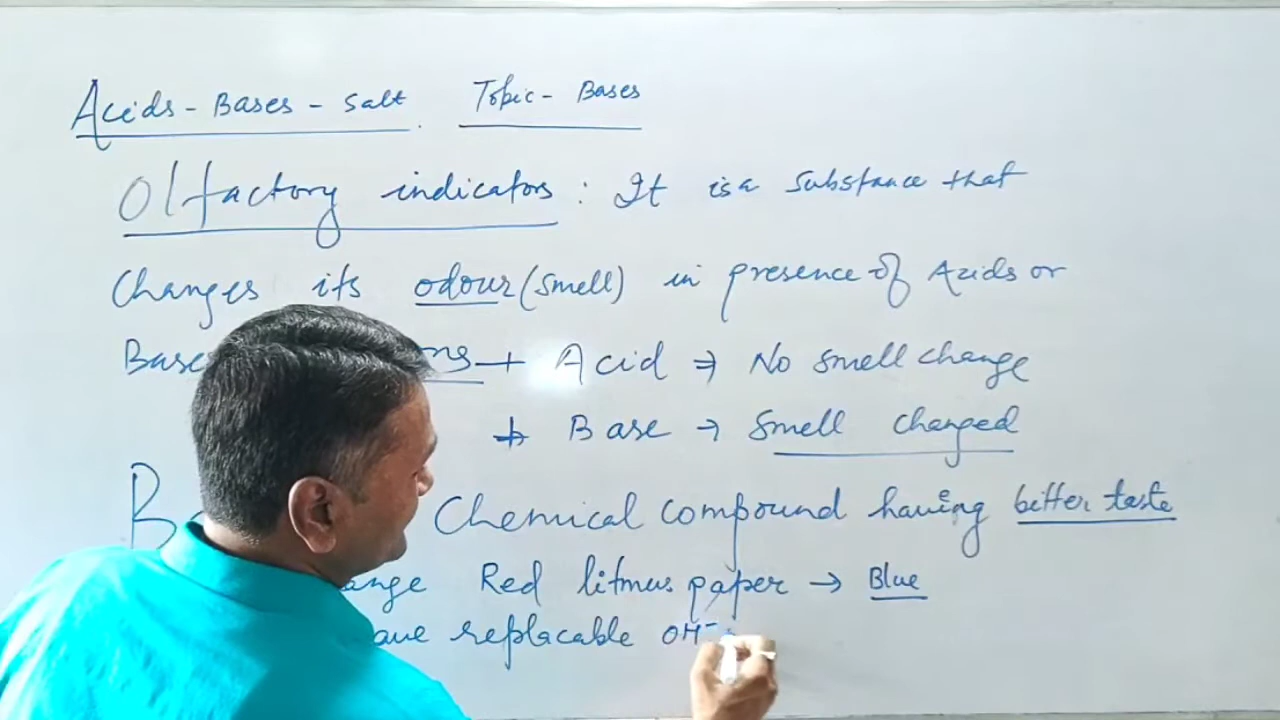 Acids - Bases - Salt Topic - Bases
Olfactory indicators : It is a substance that
Changes its odour (smell) in presence of Acids or
Base + Acid → No smell change
+ Base → Smell changed
Chemical compound having better taste
Red litmus paper → Blue
replacable OH⁻